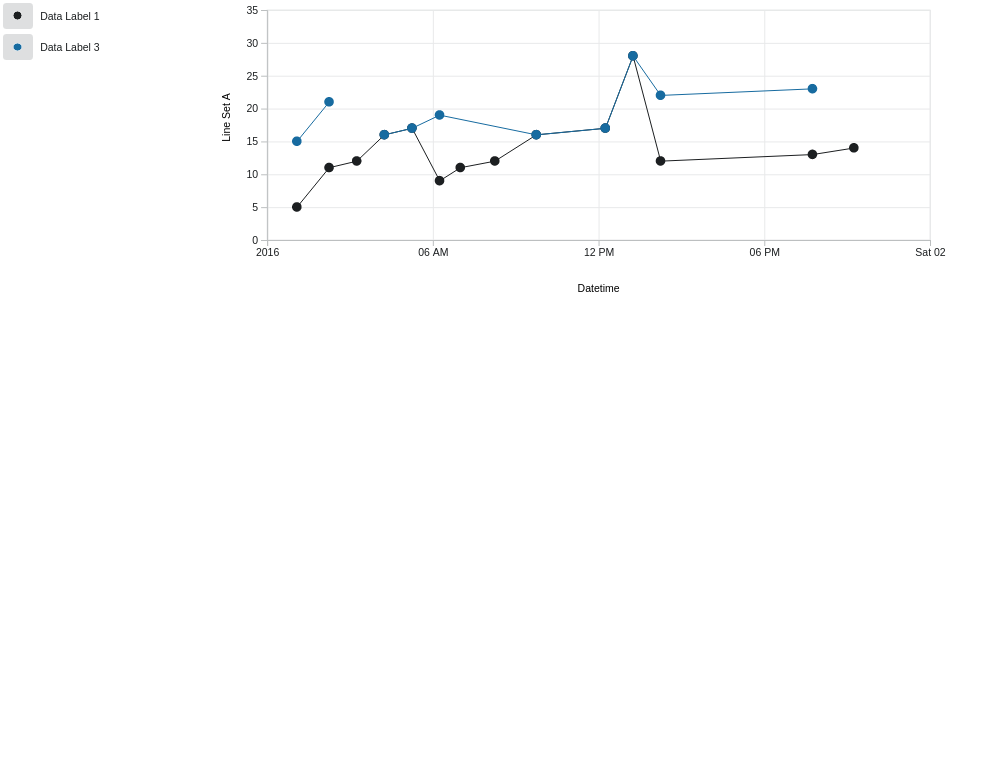 Data Label 1
Data Label 3
Line Set A
35
30
25
20
15
10
5
0
2016
06 AM
12 PM
06 PM
Sat 02
Datetime